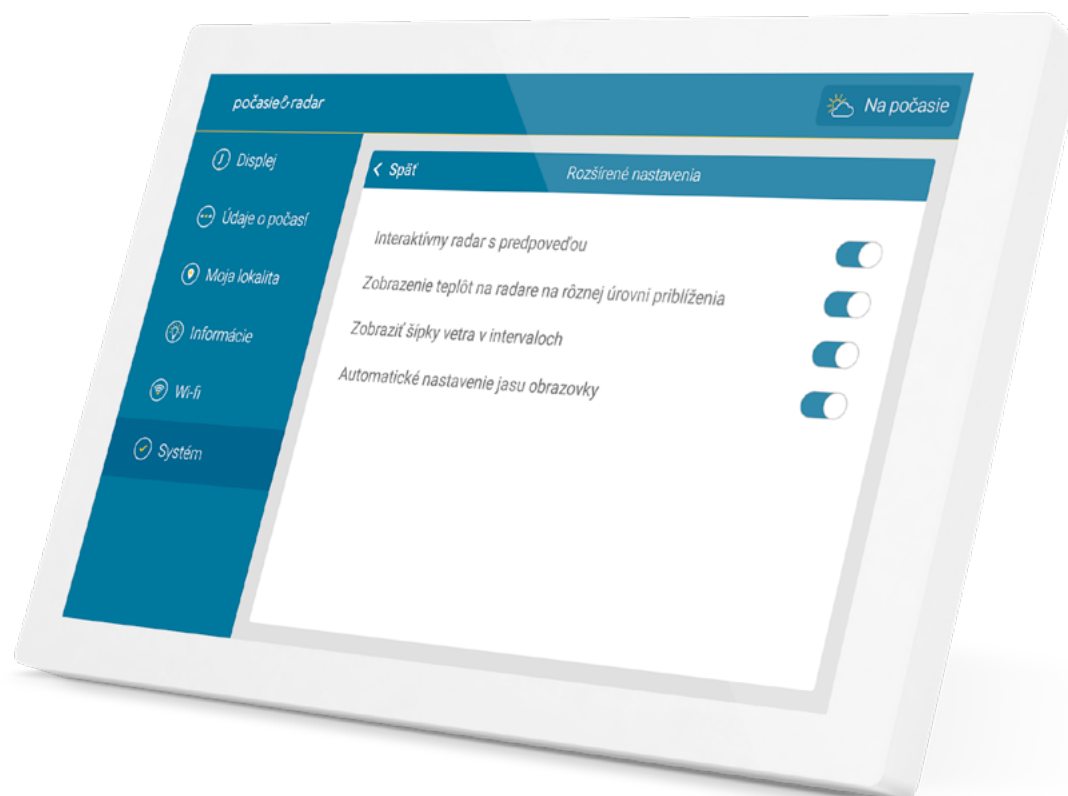 počasie&radar
Na počasie
Displej
Údaje o počasí
Moja lokalita
Informácie
Wi-fi
Systém
Späť
Rozšírené nastavenia
Interaktívny radar s predpoveďou
Zobrazenie teplôt na radare na rôznej úrovni priblíženia
Zobraziť šípky vetra v intervaloch
Automatické nastavenie jasu obrazovky